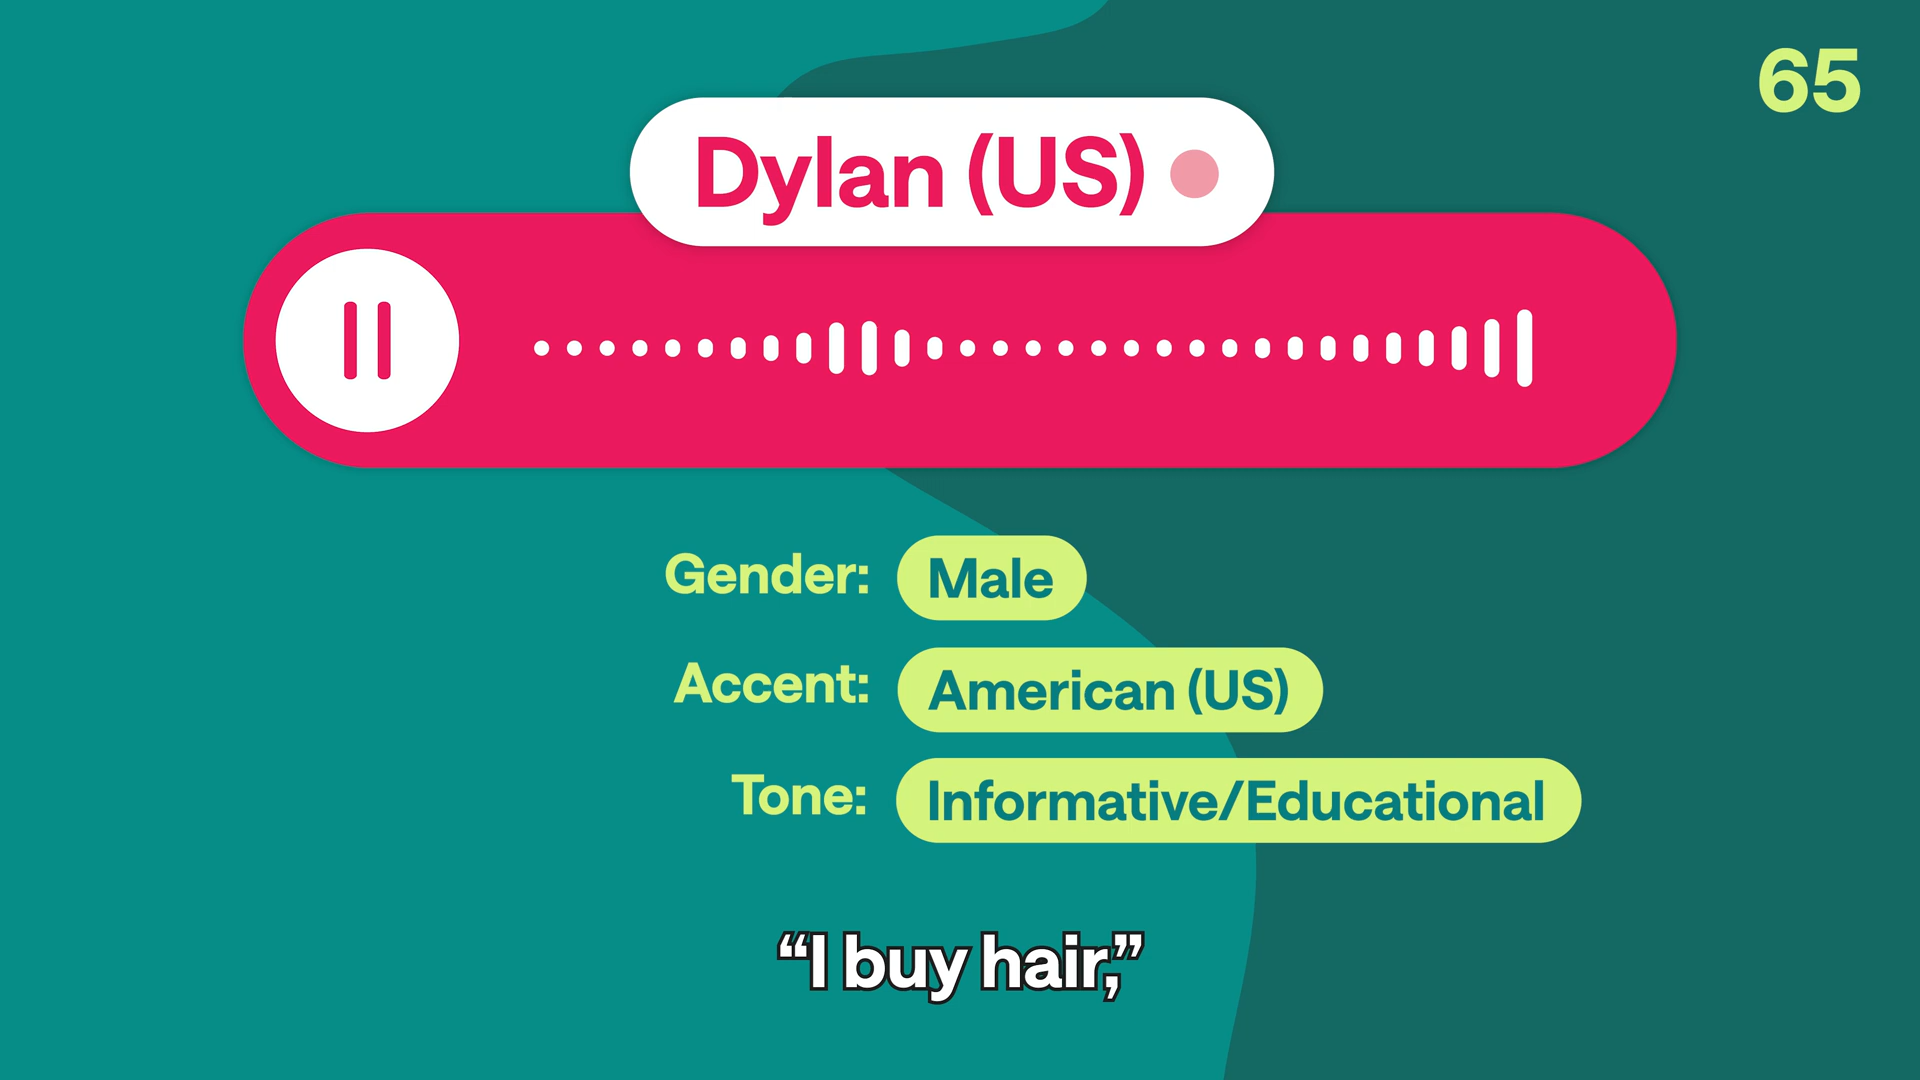 65
Dylan (US)
Gender: Male
Accent: American (US)
Tone: Informative/Educational
“I buy hair,”